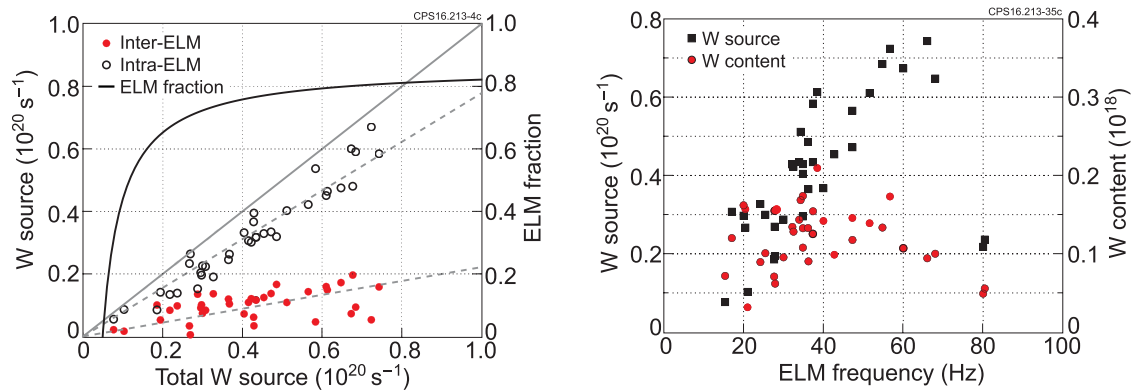 CPS16.213-4c
1.0
0.8
0.6
0.4
0.2
0
W source (10²⁰ s⁻¹)
Inter-ELM
Intra-ELM
ELM fraction
1.0
0.8
0.6
0.4
0.2
0.0
ELM fraction
0
0.2
0.4
0.6
0.8
1.0
Total W source (10²⁰ s⁻¹)
CPS16.213-35c
0.8
0.6
0.4
0.2
0
W source (10²⁰ s⁻¹)
W source
W content
0.4
0.3
0.2
0.1
0
W content (10¹⁸)
20
40
60
80
100
ELM frequency (Hz)